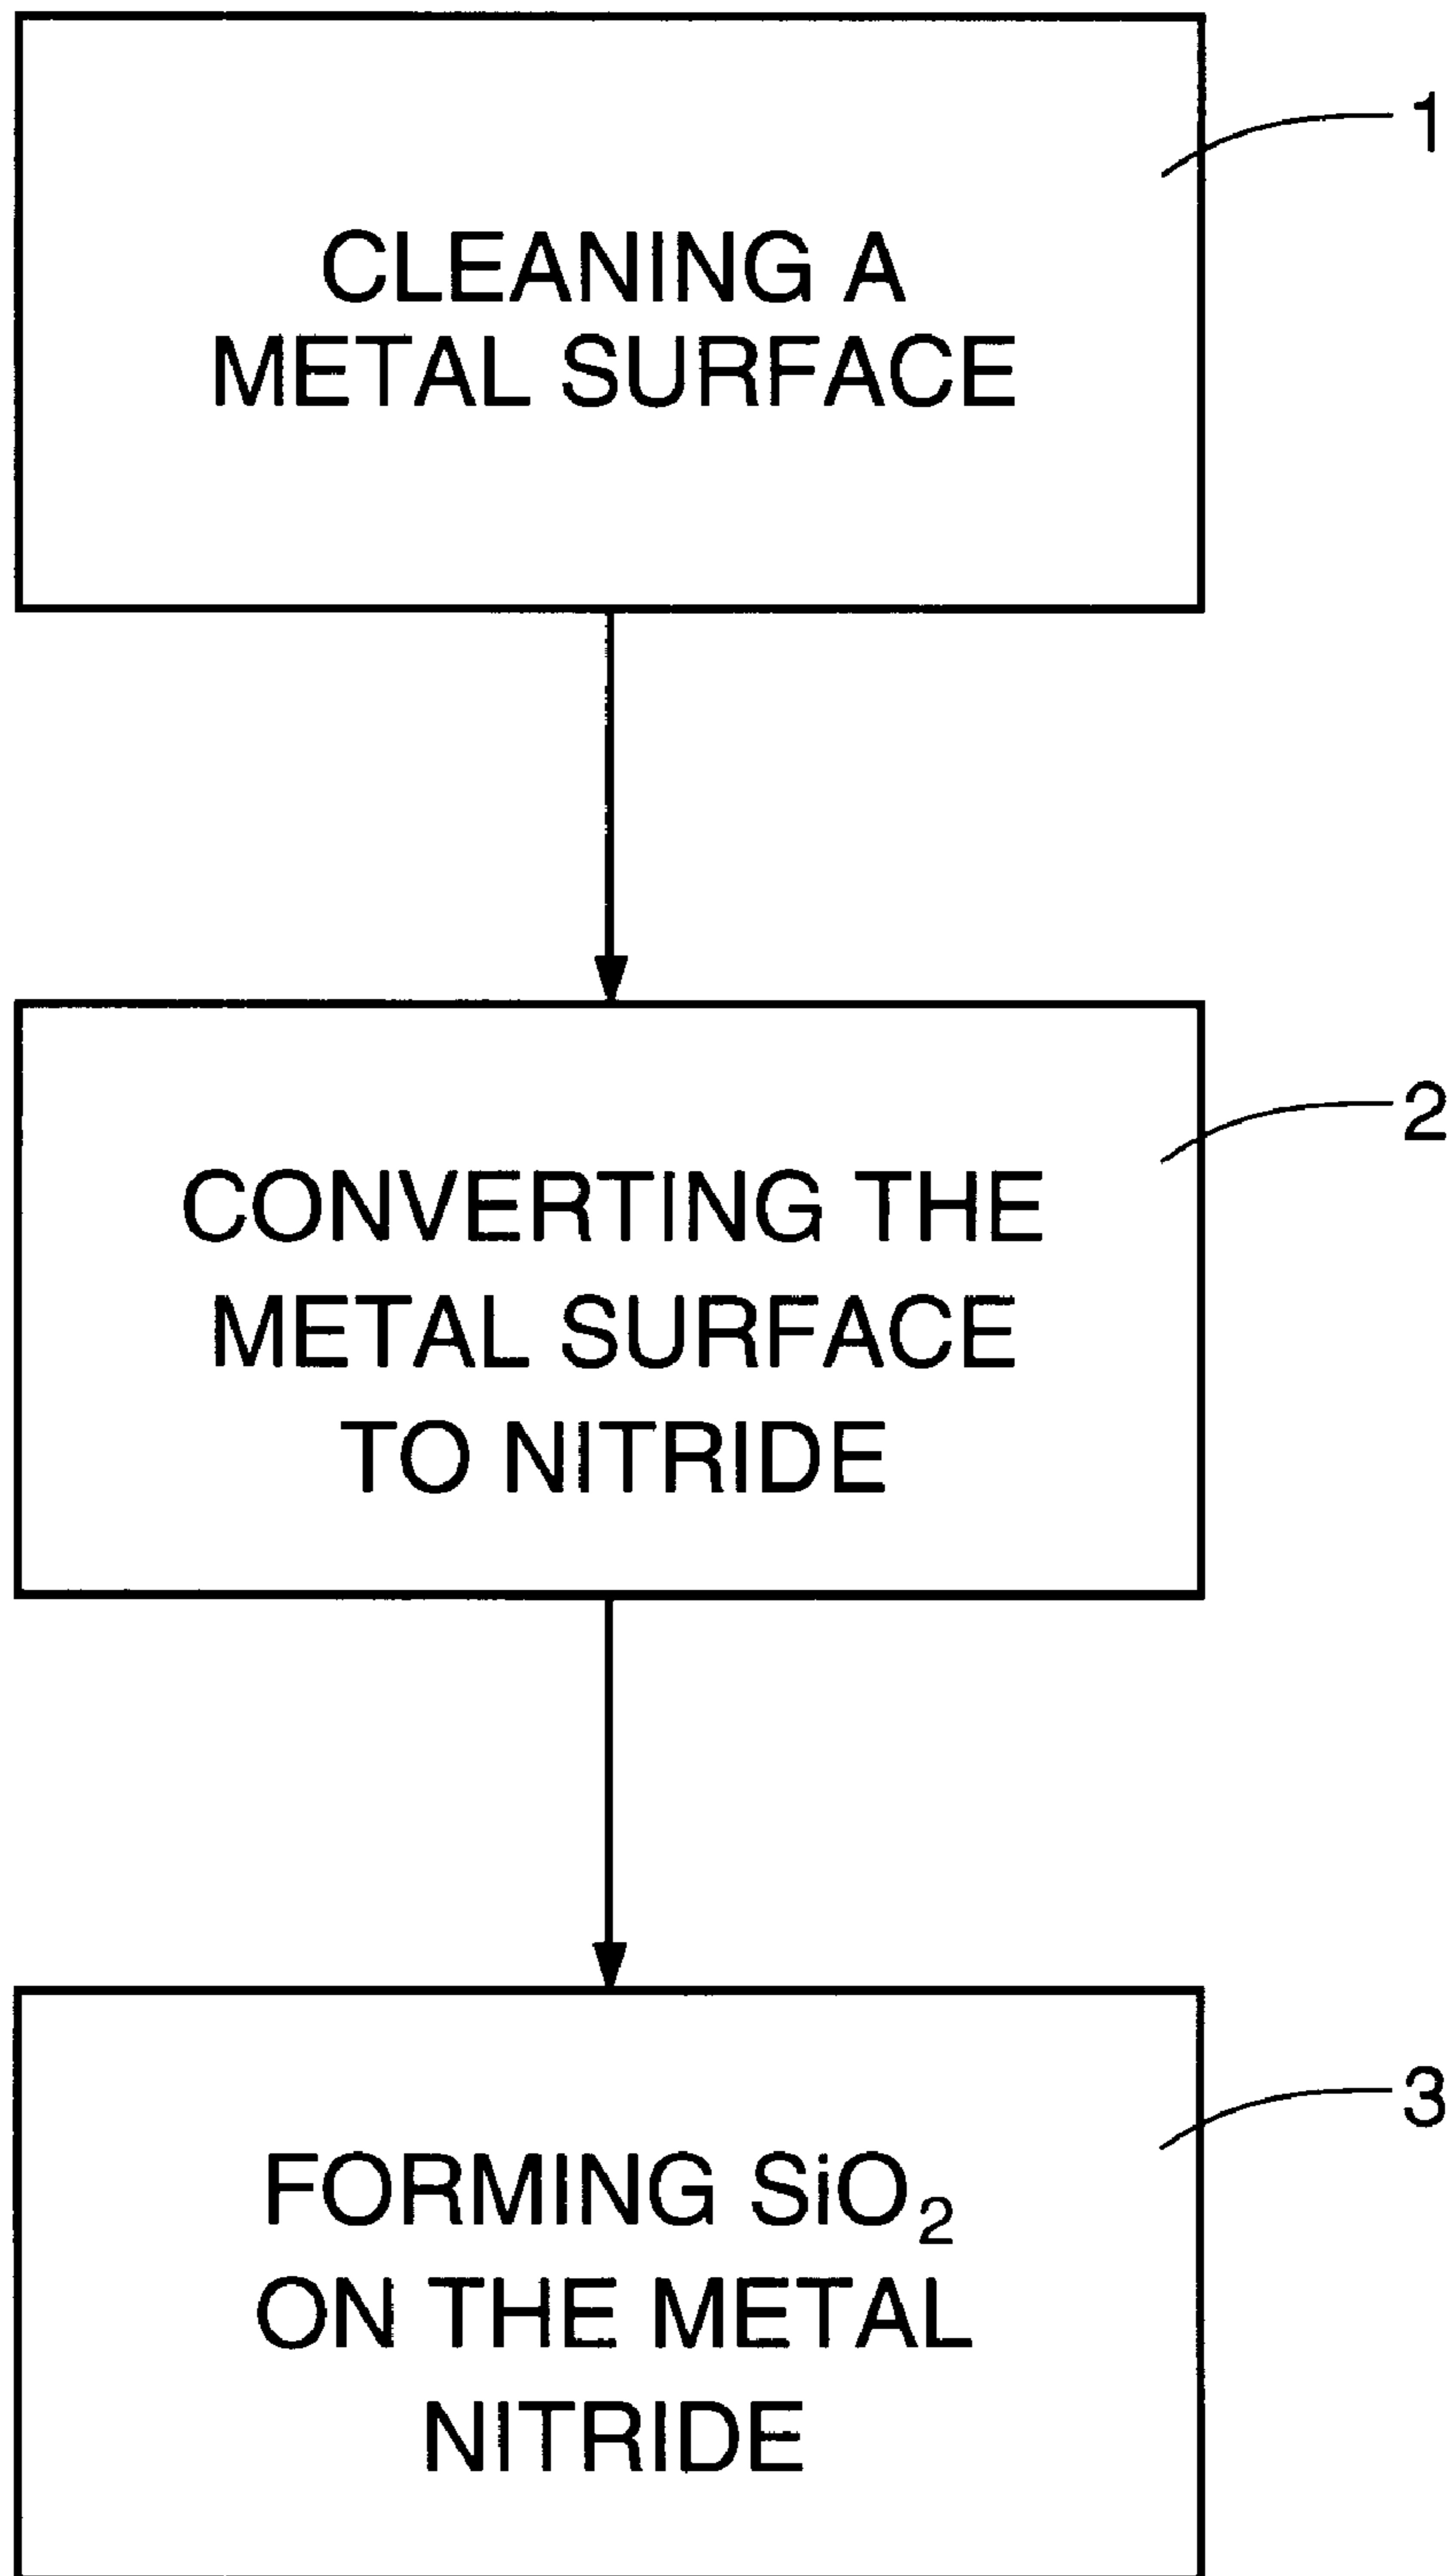 1
CLEANING A
METAL SURFACE
2
CONVERTING THE
METAL SURFACE
TO NITRIDE
3
FORMING SiO₂
ON THE METAL
NITRIDE